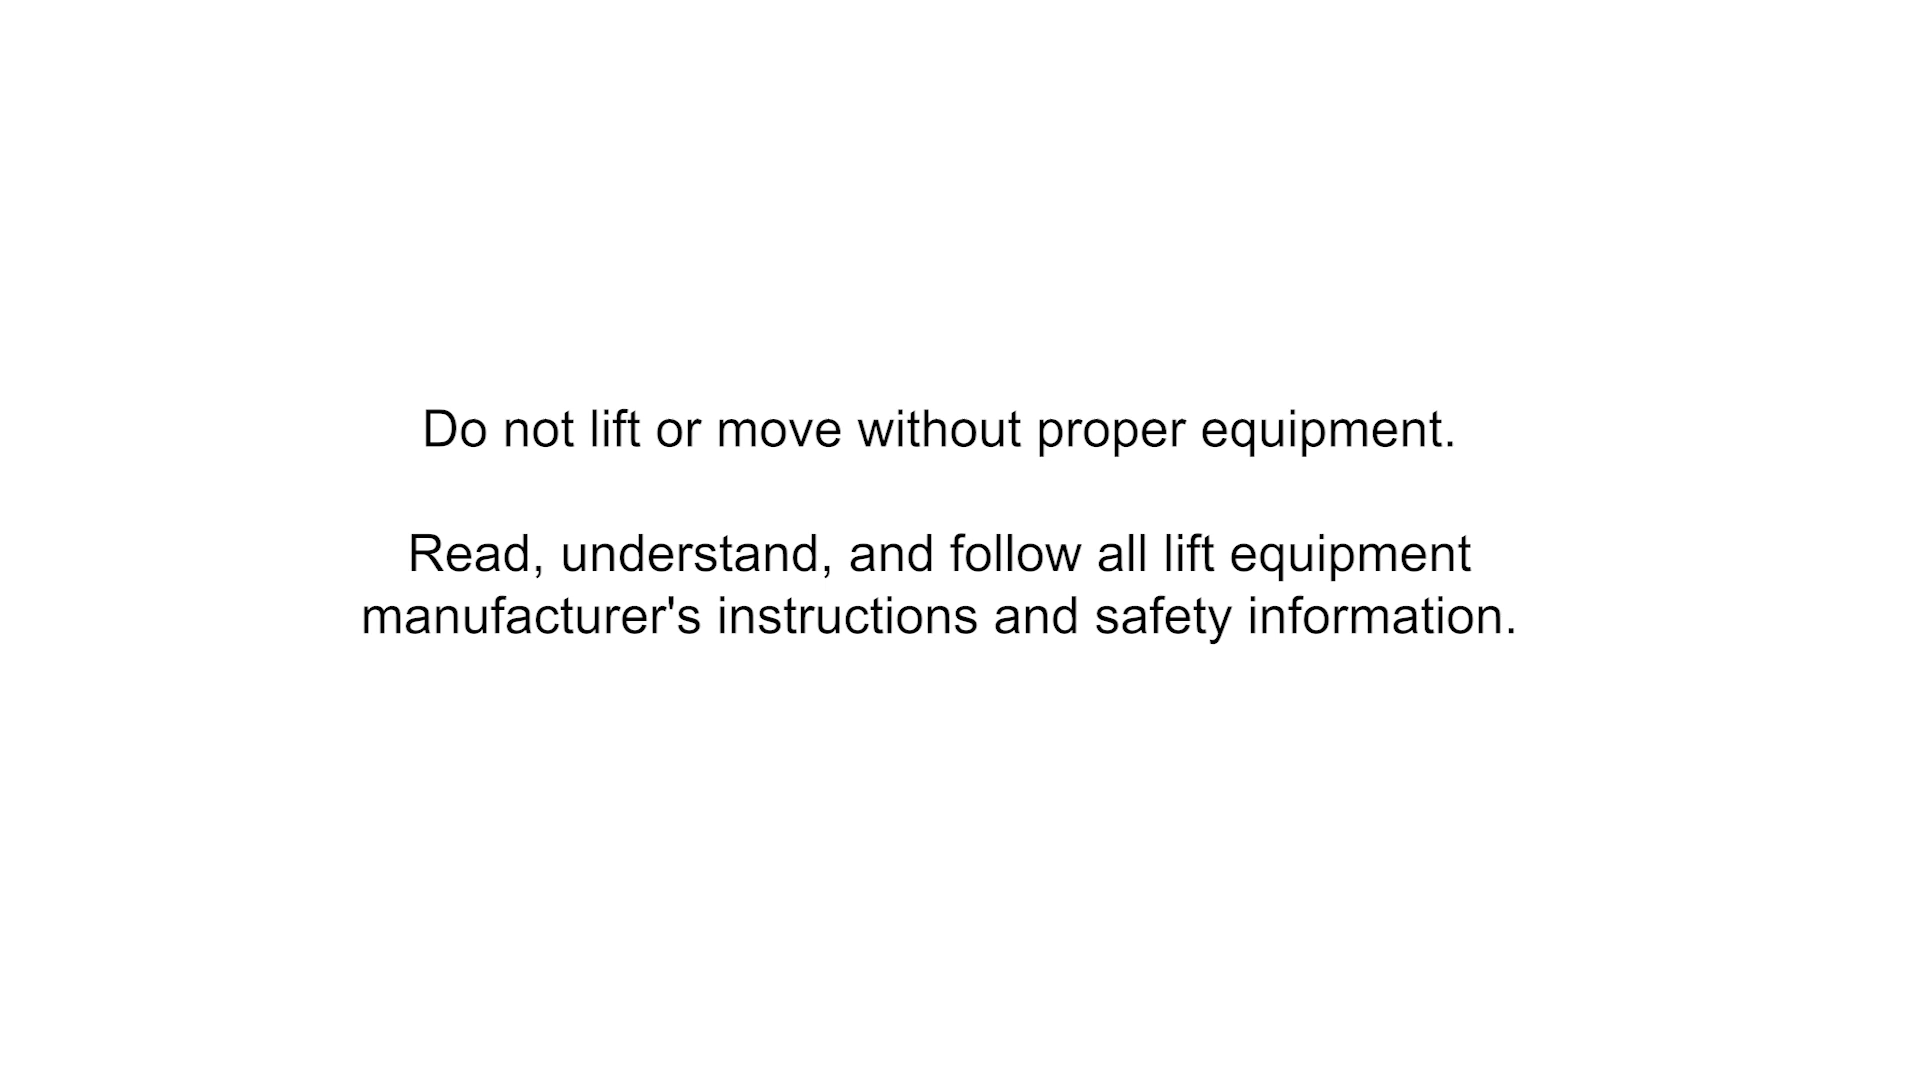 Do not lift or move without proper equipment.
Read, understand, and follow all lift equipment
manufacturer's instructions and safety information.